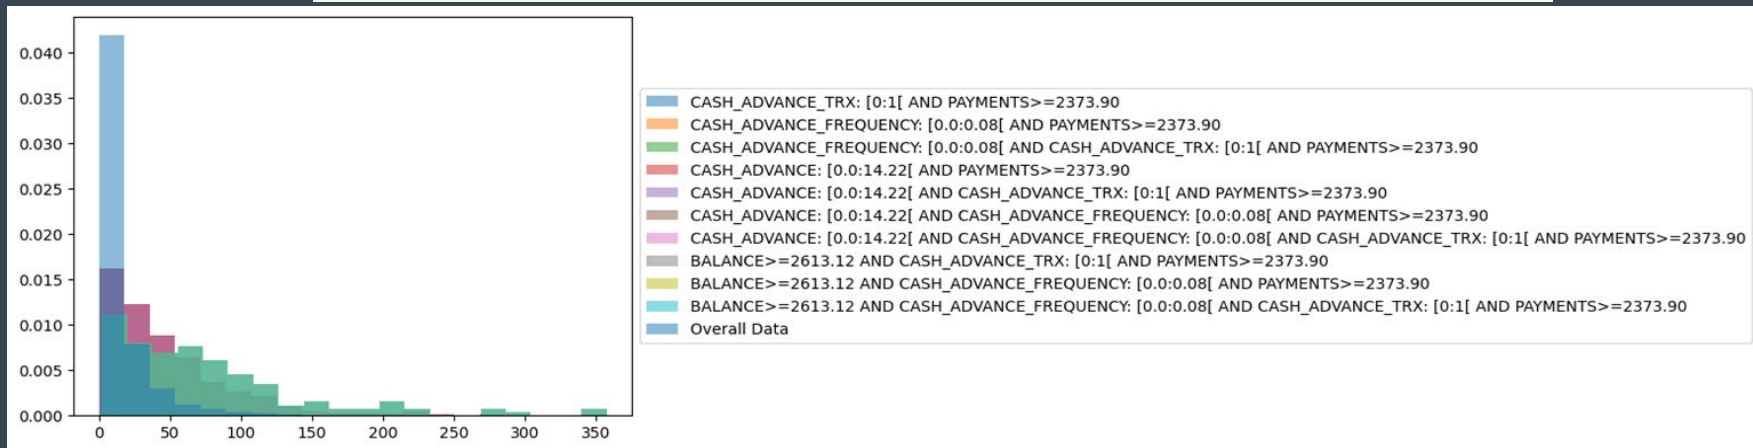 0.040
0.035
0.030
0.025
0.020
0.015
0.010
0.005
0.000
0 50 100 150 200 250 300 350
CASH_ADVANCE_TRX: [0:1[ AND PAYMENTS>=2373.90
CASH_ADVANCE_FREQUENCY: [0.0:0.08[ AND PAYMENTS>=2373.90
CASH_ADVANCE_FREQUENCY: [0.0:0.08[ AND CASH_ADVANCE_TRX: [0:1[ AND PAYMENTS>=2373.90
CASH_ADVANCE: [0.0:14.22[ AND PAYMENTS>=2373.90
CASH_ADVANCE: [0.0:14.22[ AND CASH_ADVANCE_TRX: [0:1[ AND PAYMENTS>=2373.90
CASH_ADVANCE: [0.0:14.22[ AND CASH_ADVANCE_FREQUENCY: [0.0:0.08[ AND PAYMENTS>=2373.90
CASH_ADVANCE: [0.0:14.22[ AND CASH_ADVANCE_FREQUENCY: [0.0:0.08[ AND CASH_ADVANCE_TRX: [0:1[ AND PAYMENTS>=2373.90
BALANCE>=2613.12 AND CASH_ADVANCE_TRX: [0:1[ AND PAYMENTS>=2373.90
BALANCE>=2613.12 AND CASH_ADVANCE_FREQUENCY: [0.0:0.08[ AND PAYMENTS>=2373.90
BALANCE>=2613.12 AND CASH_ADVANCE_FREQUENCY: [0.0:0.08[ AND CASH_ADVANCE_TRX: [0:1[ AND PAYMENTS>=2373.90
Overall Data